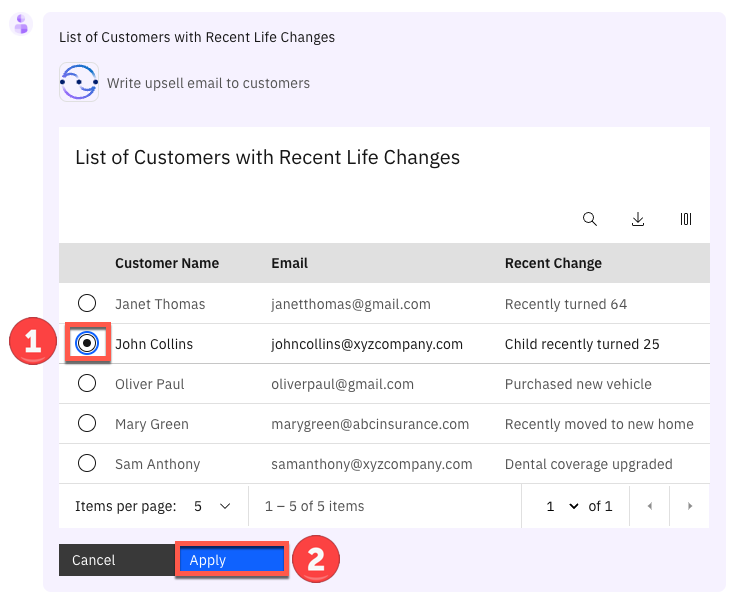 List of Customers with Recent Life Changes
Write upsell email to customers
List of Customers with Recent Life Changes
Customer Name Email Recent Change
Janet Thomas janetthomas@gmail.com Recently turned 64
1 John Collins johncollins@xyzcompany.com Child recently turned 25
Oliver Paul oliverpaul@gmail.com Purchased new vehicle
Mary Green marygreen@abcinsurance.com Recently moved to new home
Sam Anthony samanthony@xyzcompany.com Dental coverage upgraded
Items per page: 5 1 – 5 of 5 items 1 of 1
Cancel Apply 2